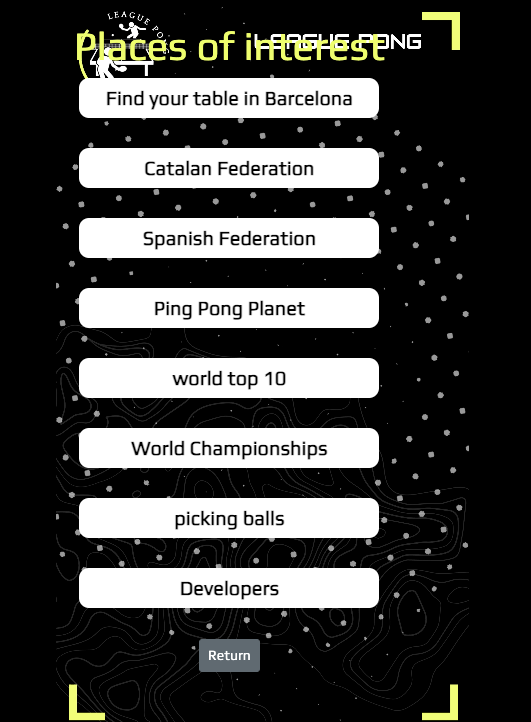 LEAGUE PONG
LEAGUE PONG
Places of interest
Find your table in Barcelona
Catalan Federation
Spanish Federation
Ping Pong Planet
world top 10
World Championships
picking balls
Developers
Return